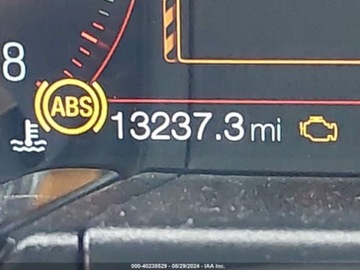 8
ABS
13237.3 mi
000-40238529 - 08/29/2024 - IAA Inc.